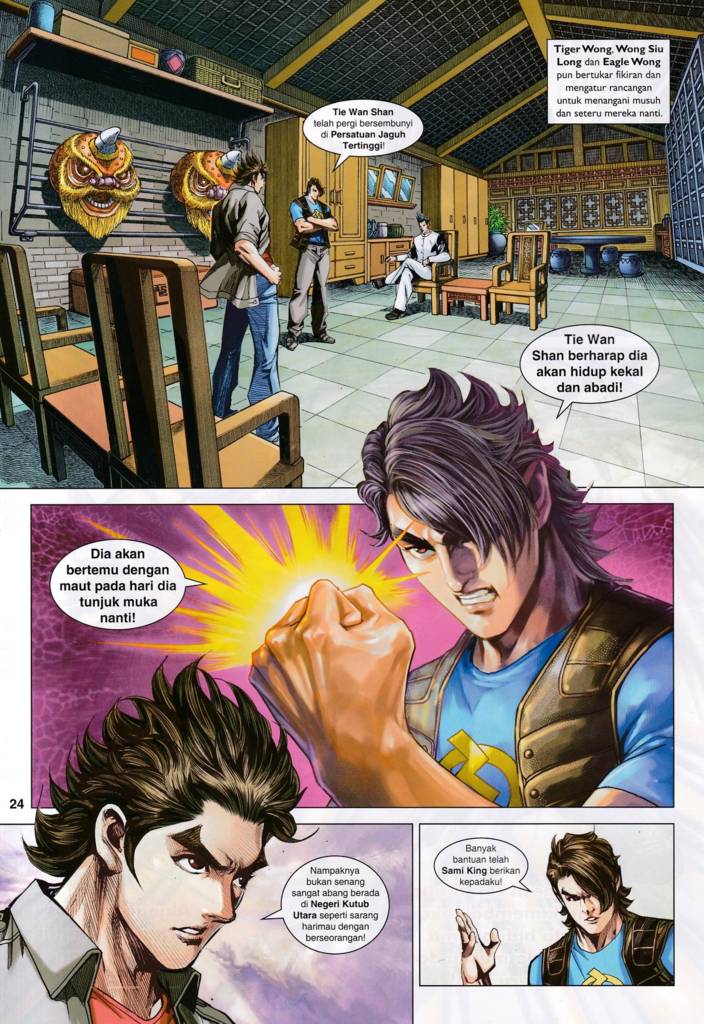 Tiger Wong, Wong Siu
Long dan Eagle Wong
pun bertukar fikiran dan
mengatur rancangan
untuk menangani musuh
dan seteru mereka nanti.
Tie Wan Shan
telah pergi bersembunyi
di Persatuan Jaguh
Tertinggi!
Tie Wan
Shan berharap dia
akan hidup kekal
dan abadi!
Dia akan
bertemu dengan
maut pada hari dia
tunjuk muka
nanti!
24
Nampaknya
bukan senang
sangat abang berada
di Negeri Kutub
Utara seperti sarang
harimau dengan
berseorangan!
Banyak
bantuan telah
Sami King berikan
kepadaku!